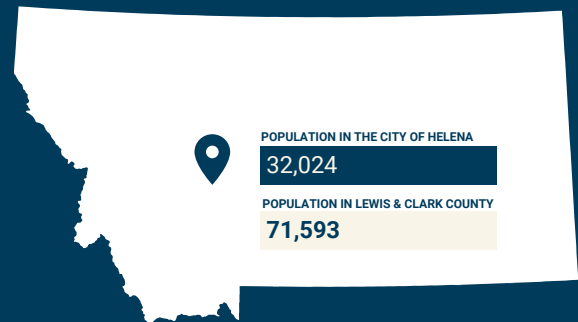 POPULATION IN THE CITY OF HELENA
32,024
POPULATION IN LEWIS & CLARK COUNTY
71,593